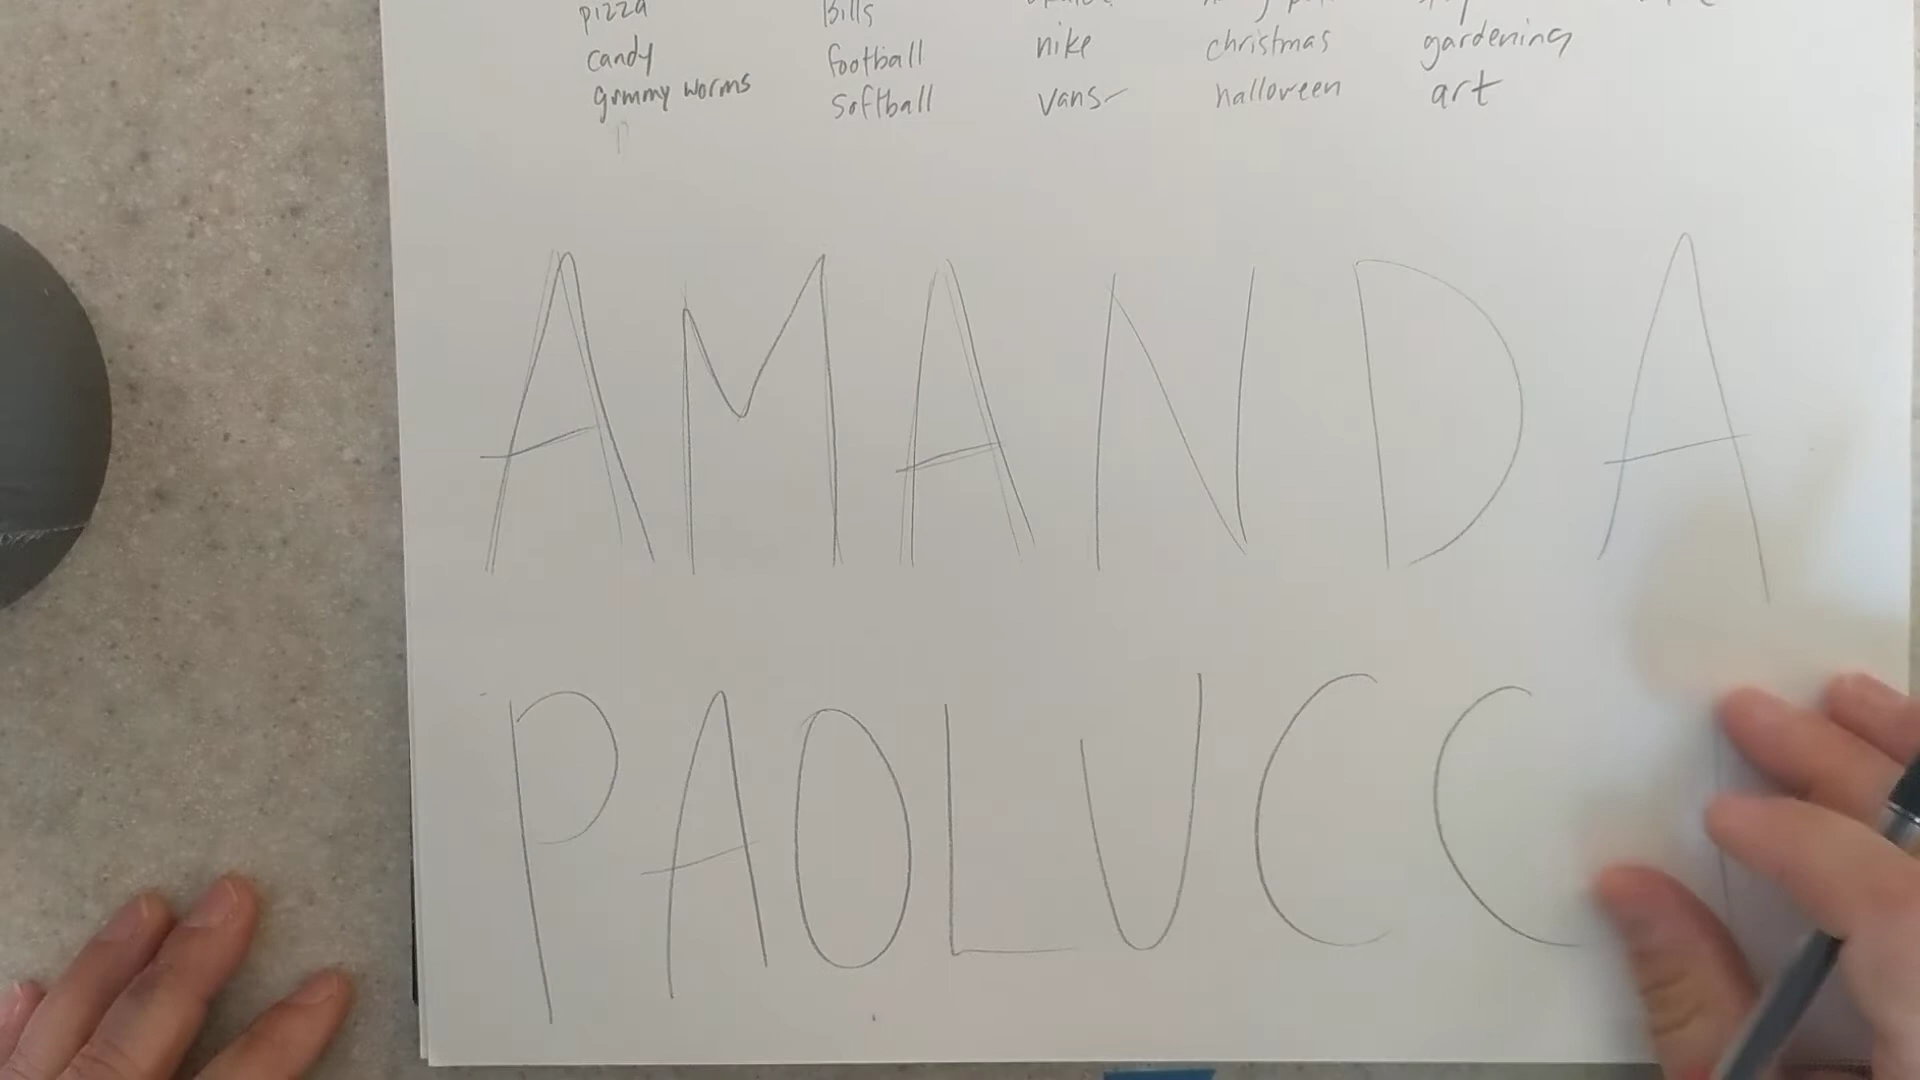 pizza Bills
candy football nike christmas gardening
gummy worms softball vans halloween art
AMANDA
PAOLUCC